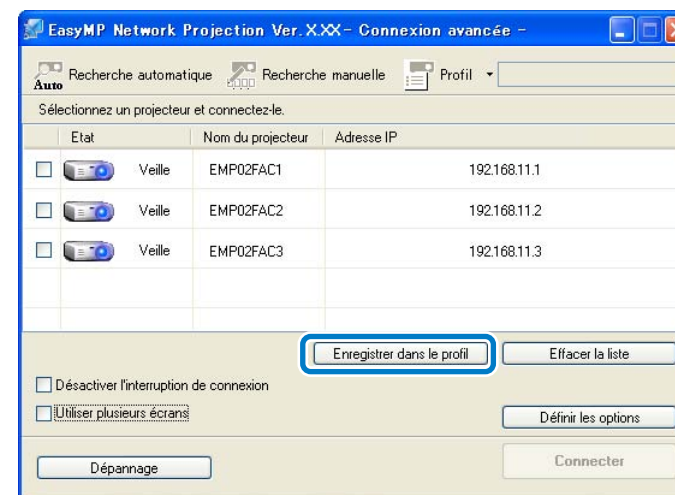 EasyMP Network Projection Ver. X.XX - Connexion avancée -
Auto Recherche automatique Recherche manuelle Profil
Sélectionnez un projecteur et connectez-le.
Etat Nom du projecteur Adresse IP
Veille EMP02FAC1 192.168.11.1
Veille EMP02FAC2 192.168.11.2
Veille EMP02FAC3 192.168.11.3
Enregistrer dans le profil Effacer la liste
Désactiver l'interruption de connexion
Utiliser plusieurs écrans
Définir les options
Dépannage Connecter